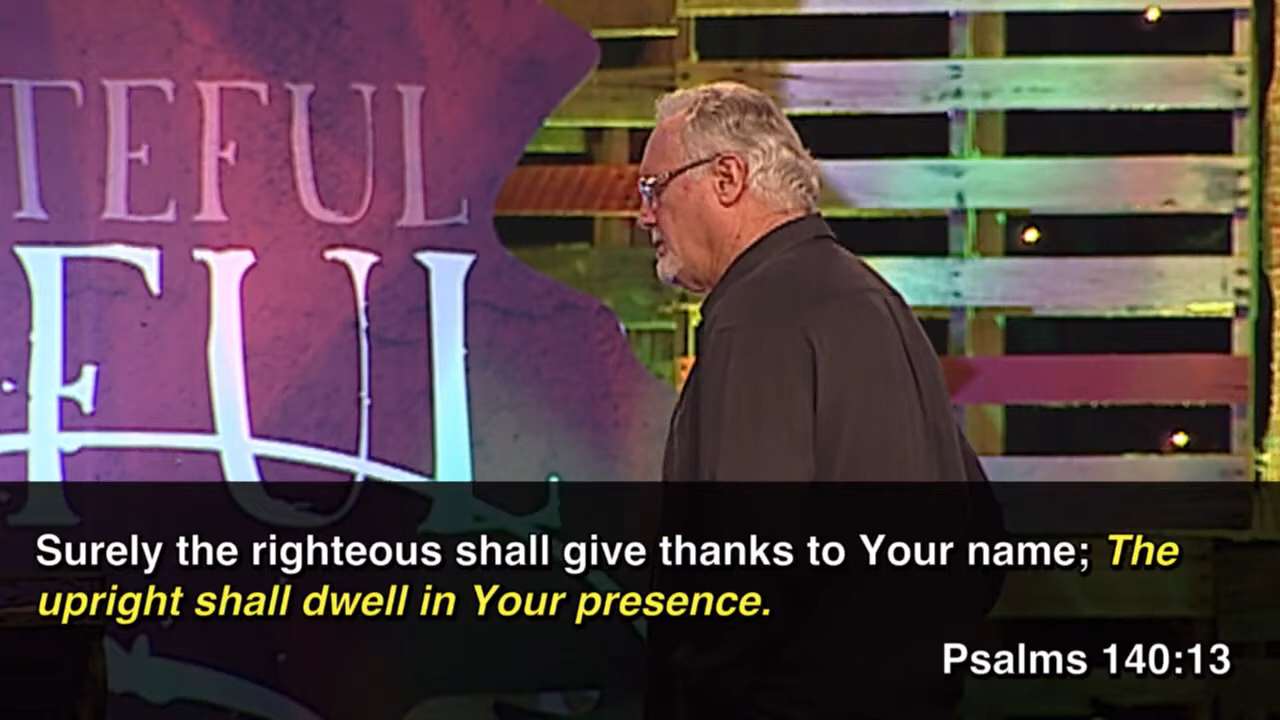 TEFUL
FUL
Surely the righteous shall give thanks to Your name; The
upright shall dwell in Your presence.
Psalms 140:13